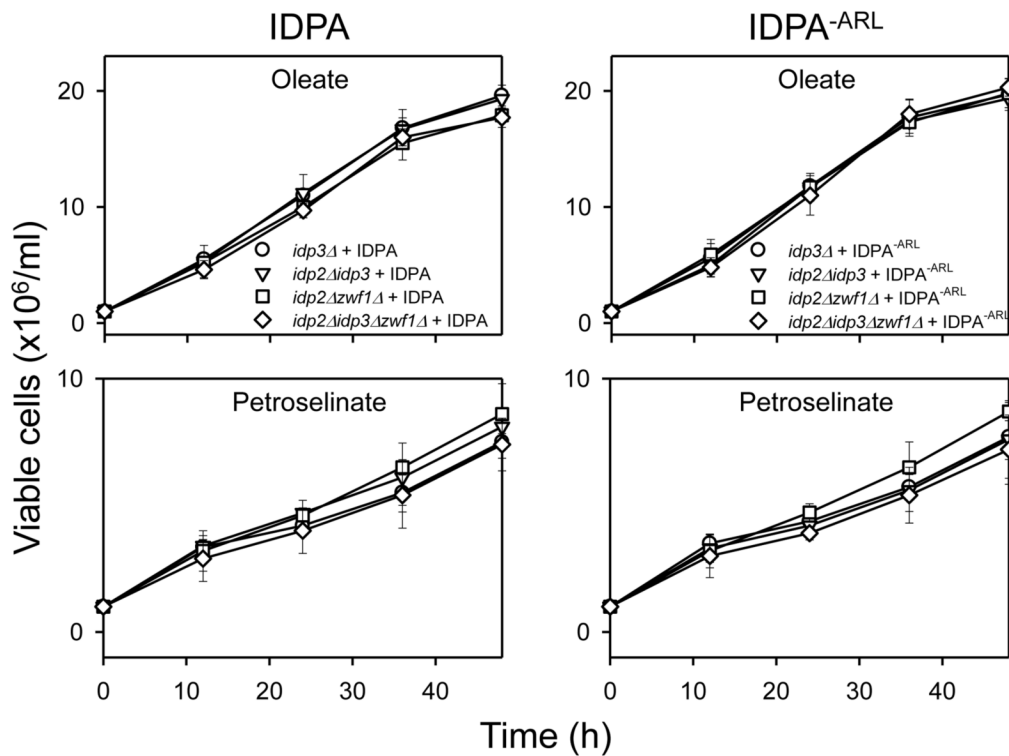 IDPA
IDPA-ARL
Oleate
20
10
0
idp3Δ + IDPA
idp2Δidp3 + IDPA
idp2Δzwf1Δ + IDPA
idp2Δidp3Δzwf1Δ + IDPA
Oleate
20
10
0
idp3Δ + IDPA-ARL
idp2Δidp3 + IDPA-ARL
idp2Δzwf1Δ + IDPA-ARL
idp2Δidp3Δzwf1Δ + IDPA-ARL
Viable cells (x10⁶/ml)
Petroselinate
10
0
0 10 20 30 40
Petroselinate
10
0
0 10 20 30 40
Time (h)